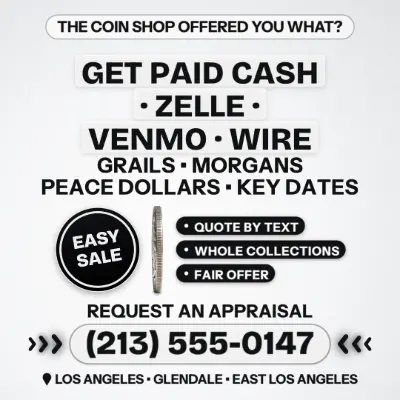 THE COIN SHOP OFFERED YOU WHAT?
GET PAID CASH
· ZELLE ·
VENMO · WIRE
GRAILS · MORGANS
PEACE DOLLARS · KEY DATES
EASY
SALE
· QUOTE BY TEXT
· WHOLE COLLECTIONS
· FAIR OFFER
REQUEST AN APPRAISAL
(213) 555-0147
LOS ANGELES · GLENDALE · EAST LOS ANGELES